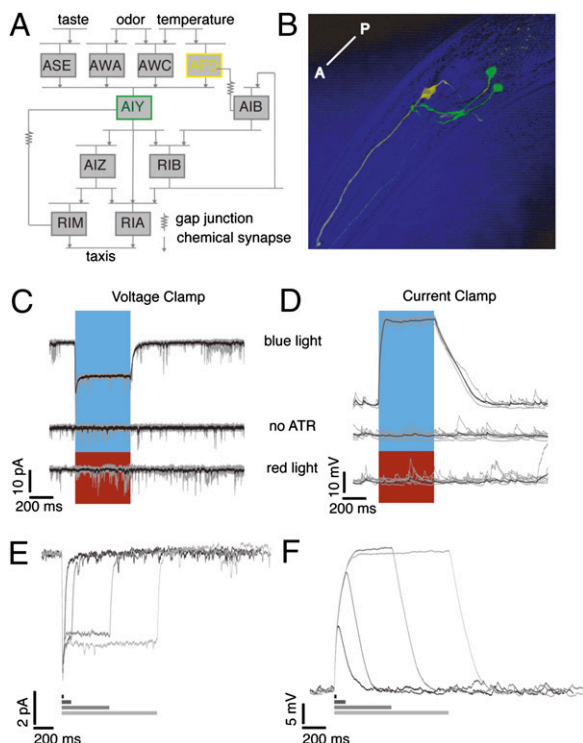 A
taste odor temperature
ASE AWA AWC AFD
AIY AIB
AIZ RIB
RIM RIA
gap junction
chemical synapse
taxis
B
P
A
C
Voltage Clamp
blue light
no ATR
red light
10 pA
200 ms
D
Current Clamp
10 mV
200 ms
E
2 pA
200 ms
F
5 mV
200 ms